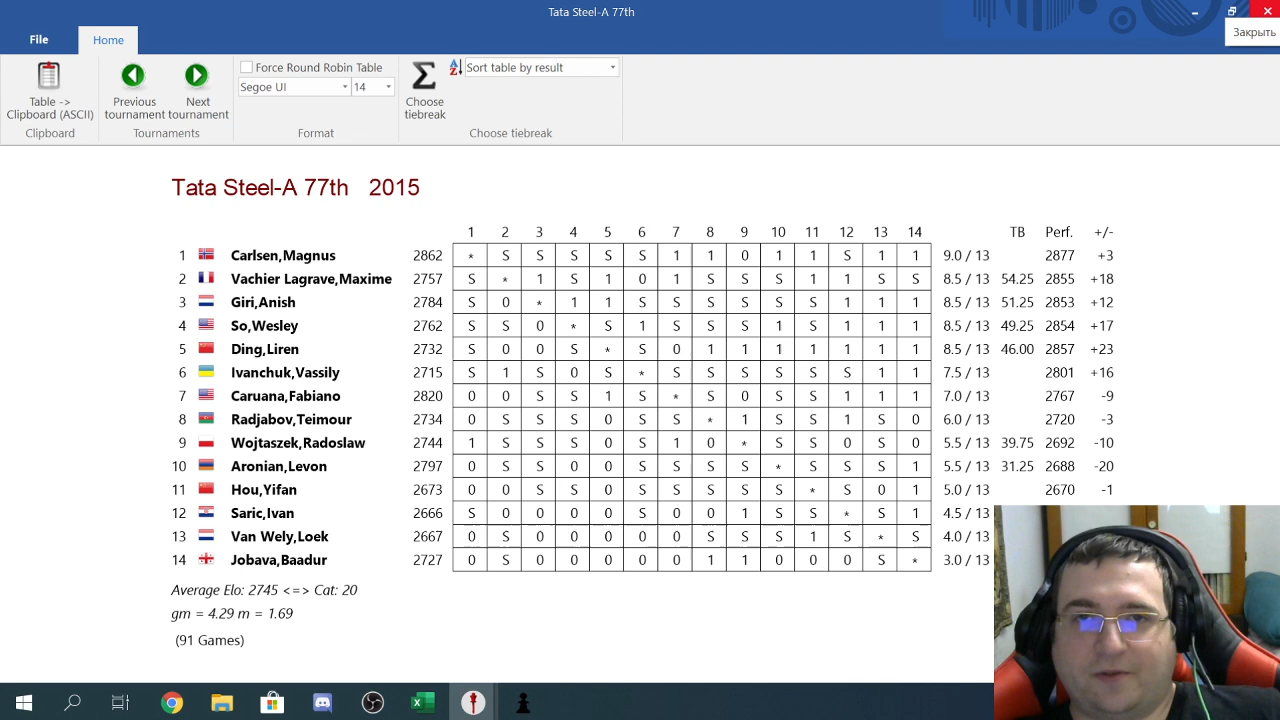 Tata Steel-A 77th
File Home
Закрыть
Force Round Robin Table
Sort table by result
Segoe UI 14
Table -> Clipboard (ASCII)
Previous tournament
Next tournament
Choose tiebreak
Clipboard Tournaments Format Choose tiebreak
Tata Steel-A 77th 2015
1 2 3 4 5 6 7 8 9 10 11 12 13 14 TB Perf. +/-
1 Carlsen,Magnus 2862 * S S S S S 1 1 0 1 1 S 1 1 9.0 / 13 2877 +3
2 Vachier Lagrave,Maxime 2757 S * 1 S 1 0 1 S S S 1 1 S S 8.5 / 13 54.25 2855 +18
3 Giri,Anish 2784 S 0 * 1 1 S S S S S S 1 1 1 8.5 / 13 51.25 2853 +12
4 So,Wesley 2762 S S 0 * S 1 S S S 1 S 1 1 1 8.5 / 13 49.25 2854 +17
5 Ding,Liren 2732 S 0 0 S * S 0 1 1 1 1 1 1 1 8.5 / 13 46.00 2857 +23
6 Ivanchuk,Vassily 2715 S 1 S 0 S * S S S S S S 1 1 7.5 / 13 2801 +16
7 Caruana,Fabiano 2820 0 0 S S 1 S * S 0 S S 1 1 1 7.0 / 13 2767 -9
8 Radjabov,Teimour 2734 0 S S S 0 S S * 1 S S 1 S 0 6.0 / 13 2720 -3
9 Wojtaszek,Radoslaw 2744 1 S S S 0 S 1 0 * S S 0 S 0 5.5 / 13 39.75 2692 -10
10 Aronian,Levon 2797 0 S S 0 0 S S S S * S S S 1 5.5 / 13 31.25 2688 -20
11 Hou,Yifan 2673 0 0 S S 0 S S S S S * S 0 1 5.0 / 13 2670 -1
12 Saric,Ivan 2666 S 0 0 0 0 S 0 0 1 S S * S 1 4.5 / 13
13 Van Wely,Loek 2667 0 S 0 0 0 0 0 S S S 1 S * S 4.0 / 13
14 Jobava,Baadur 2727 0 S 0 0 0 0 0 1 1 0 0 0 S * 3.0 / 13
Average Elo: 2745 <=> Cat: 20
gm = 4.29 m = 1.69
(91 Games)